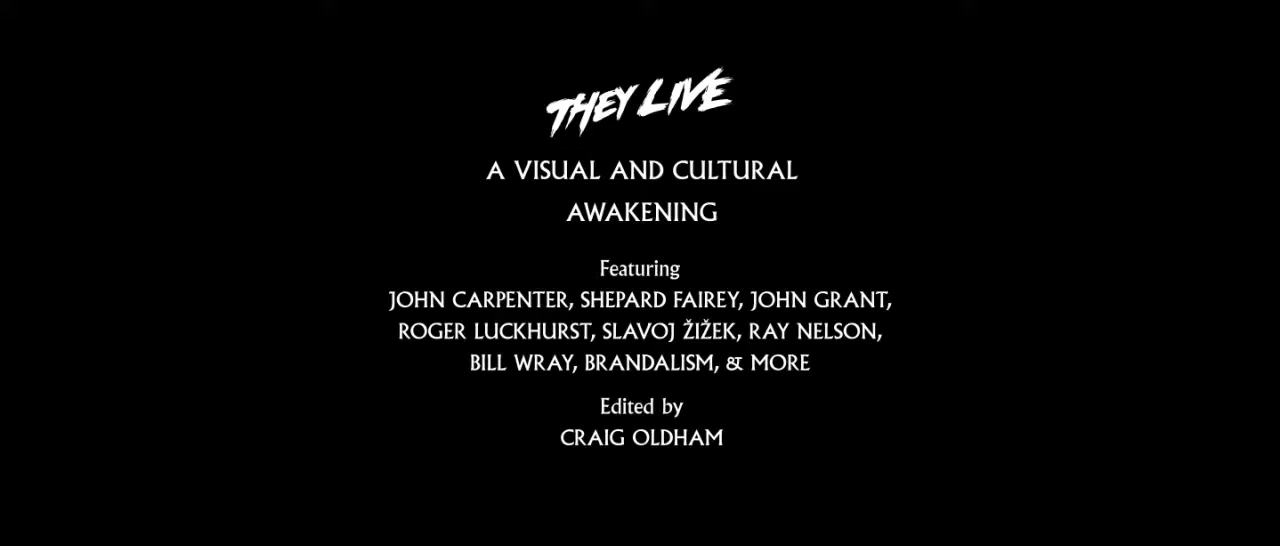 THEY LIVE
A VISUAL AND CULTURAL
AWAKENING
Featuring
JOHN CARPENTER, SHEPARD FAIREY, JOHN GRANT,
ROGER LUCKHURST, SLAVOJ ŽIŽEK, RAY NELSON,
BILL WRAY, BRANDALISM, & MORE
Edited by
CRAIG OLDHAM